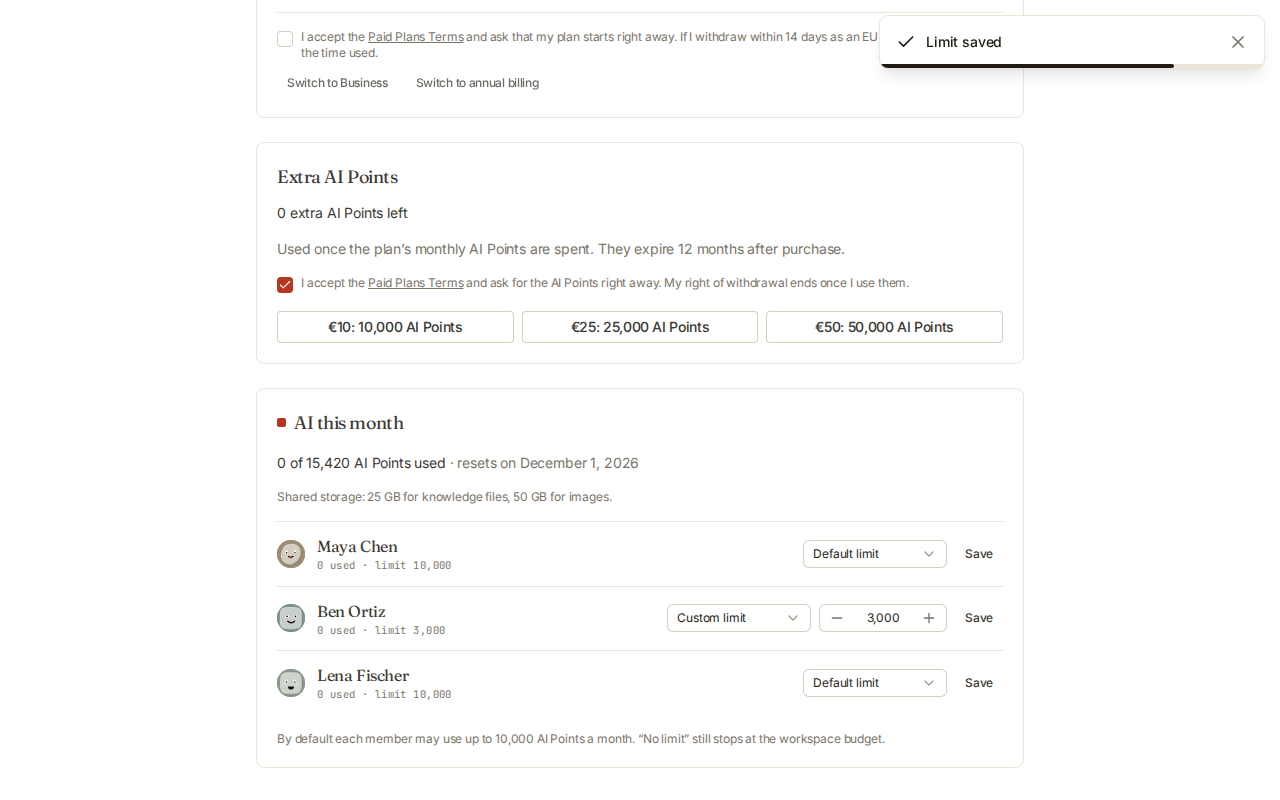 I accept the Paid Plans Terms and ask that my plan starts right away. If I withdraw within 14 days as an EU
the time used.
Limit saved
Switch to Business
Switch to annual billing
Extra AI Points
0 extra AI Points left
Used once the plan's monthly AI Points are spent. They expire 12 months after purchase.
I accept the Paid Plans Terms and ask for the AI Points right away. My right of withdrawal ends once I use them.
€10: 10,000 AI Points
€25: 25,000 AI Points
€50: 50,000 AI Points
AI this month
0 of 15,420 AI Points used · resets on December 1, 2026
Shared storage: 25 GB for knowledge files, 50 GB for images.
Maya Chen
0 used · limit 10,000
Default limit
Save
Ben Ortiz
0 used · limit 3,000
Custom limit
3,000
Save
Lena Fischer
0 used · limit 10,000
Default limit
Save
By default each member may use up to 10,000 AI Points a month. “No limit” still stops at the workspace budget.